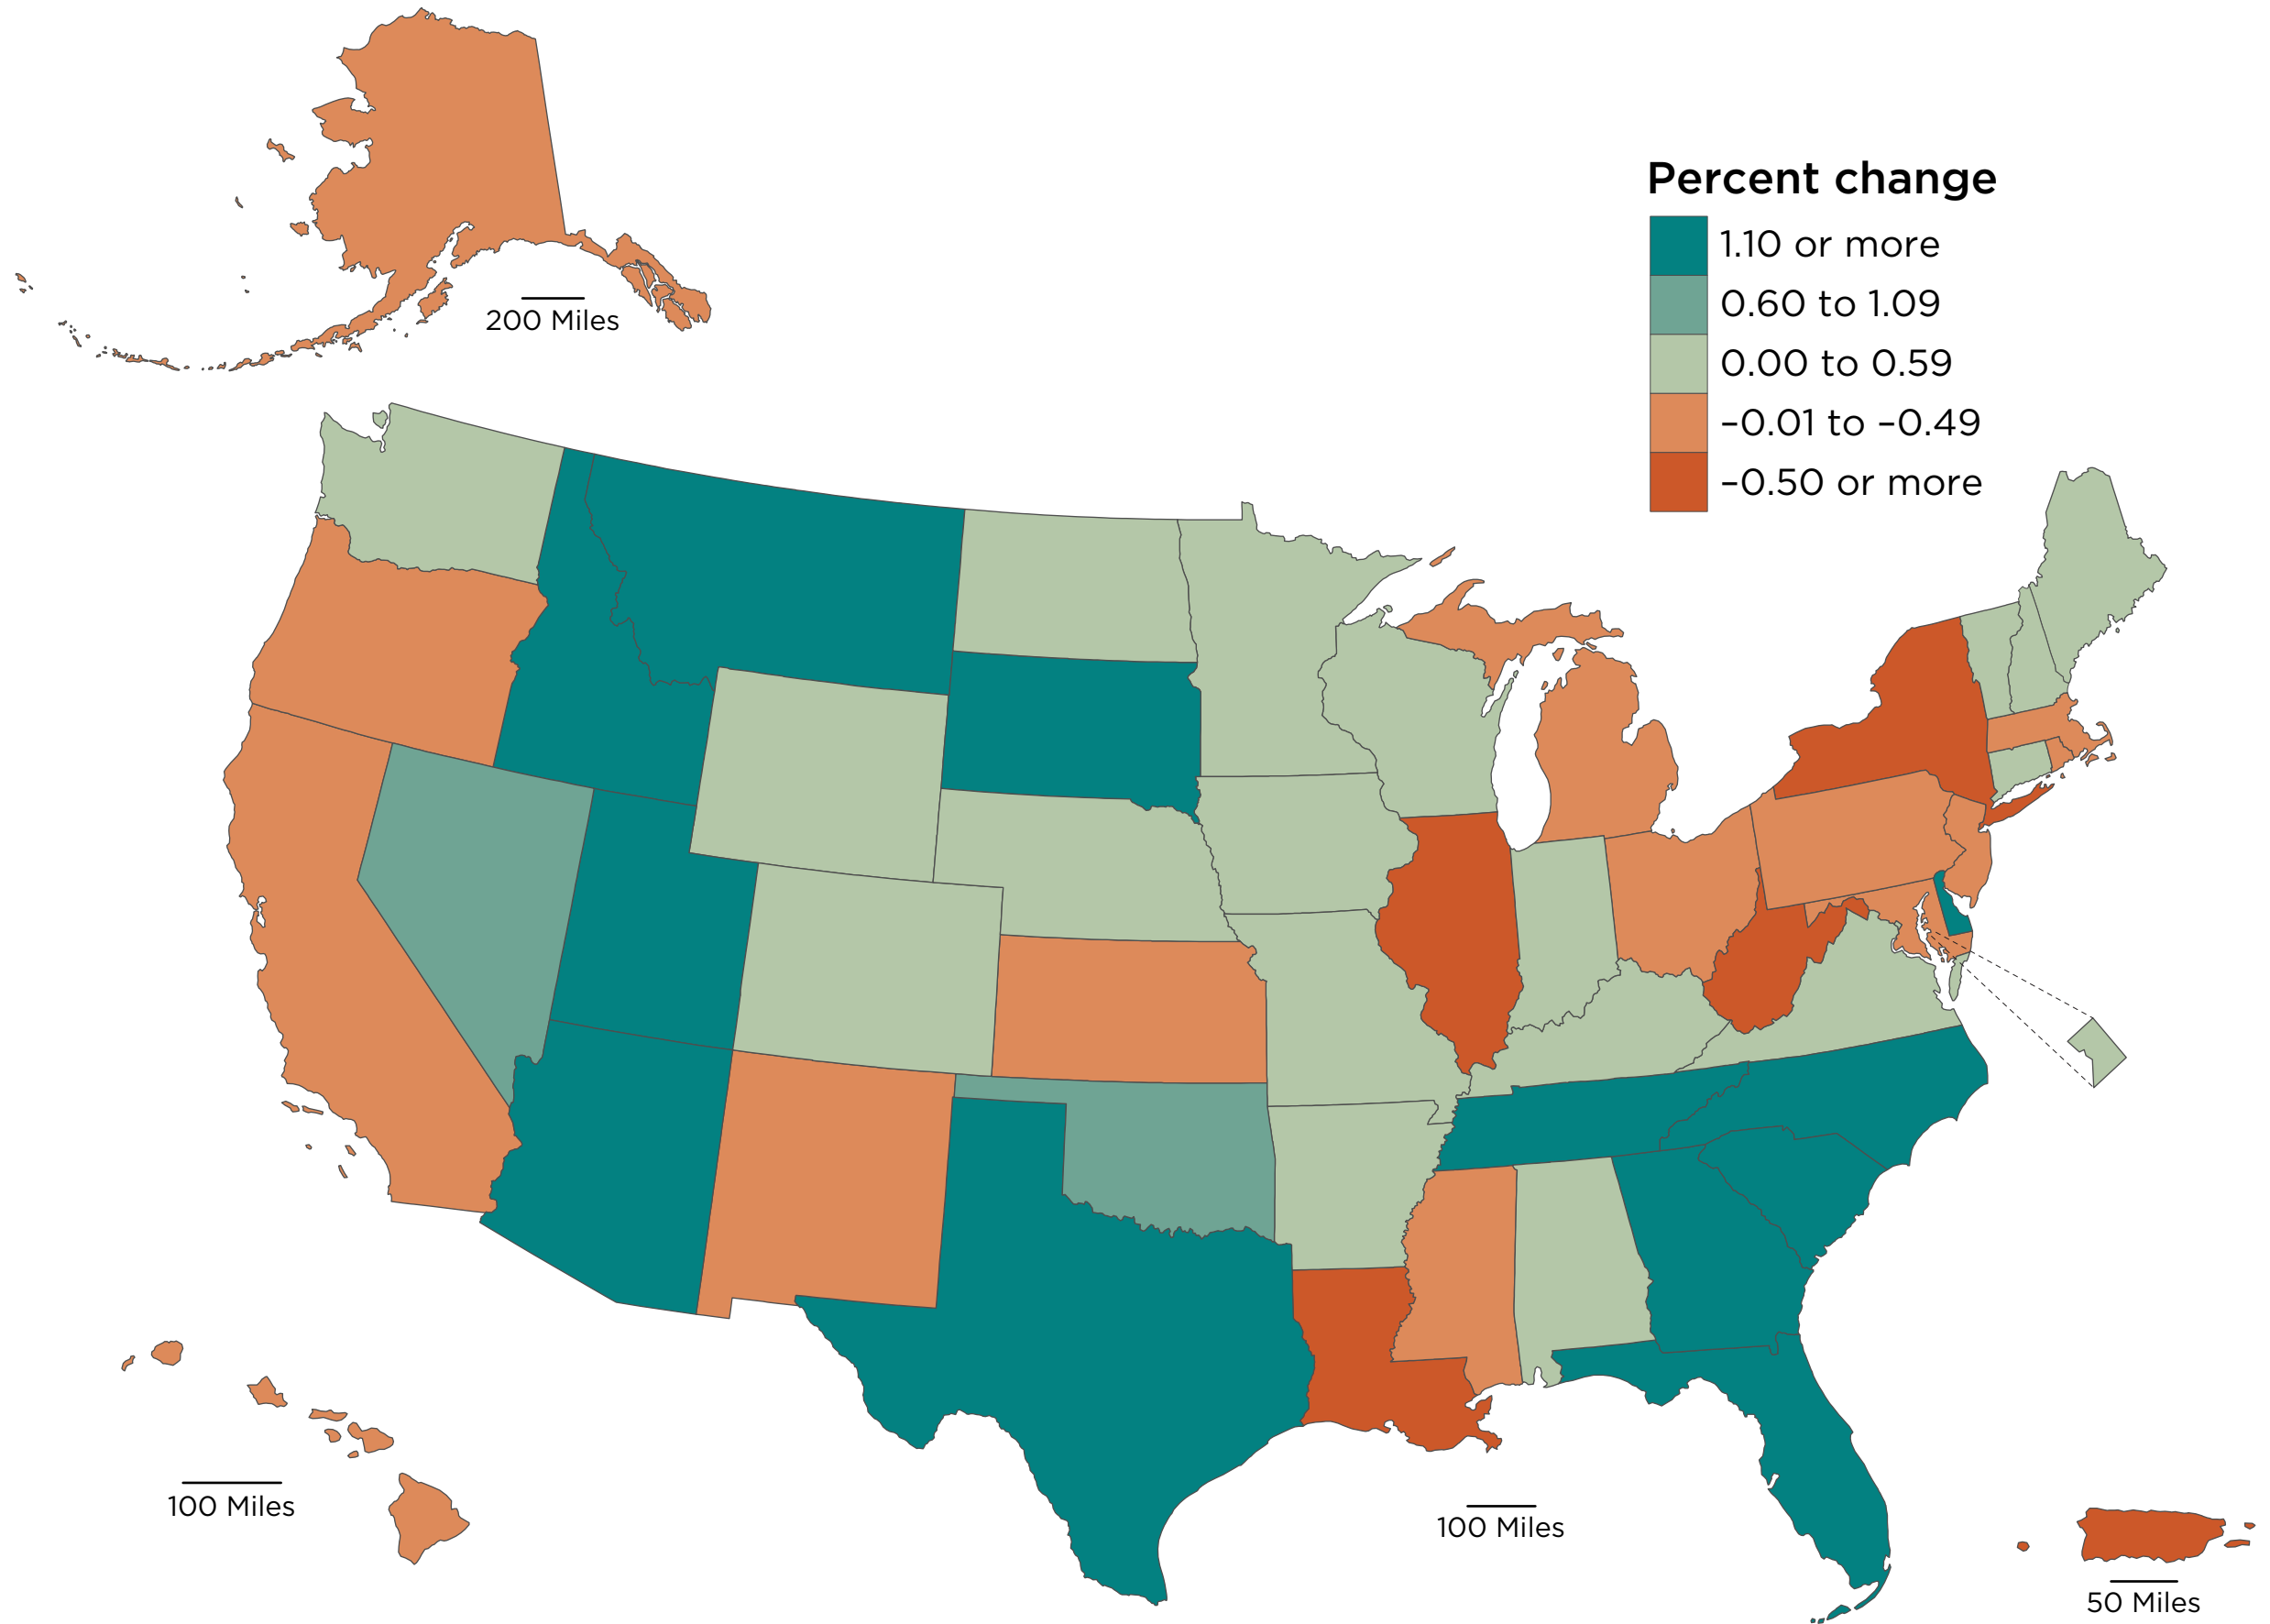 Percent change
1.10 or more
0.60 to 1.09
0.00 to 0.59
−0.01 to −0.49
−0.50 or more
200 Miles
100 Miles
100 Miles
50 Miles